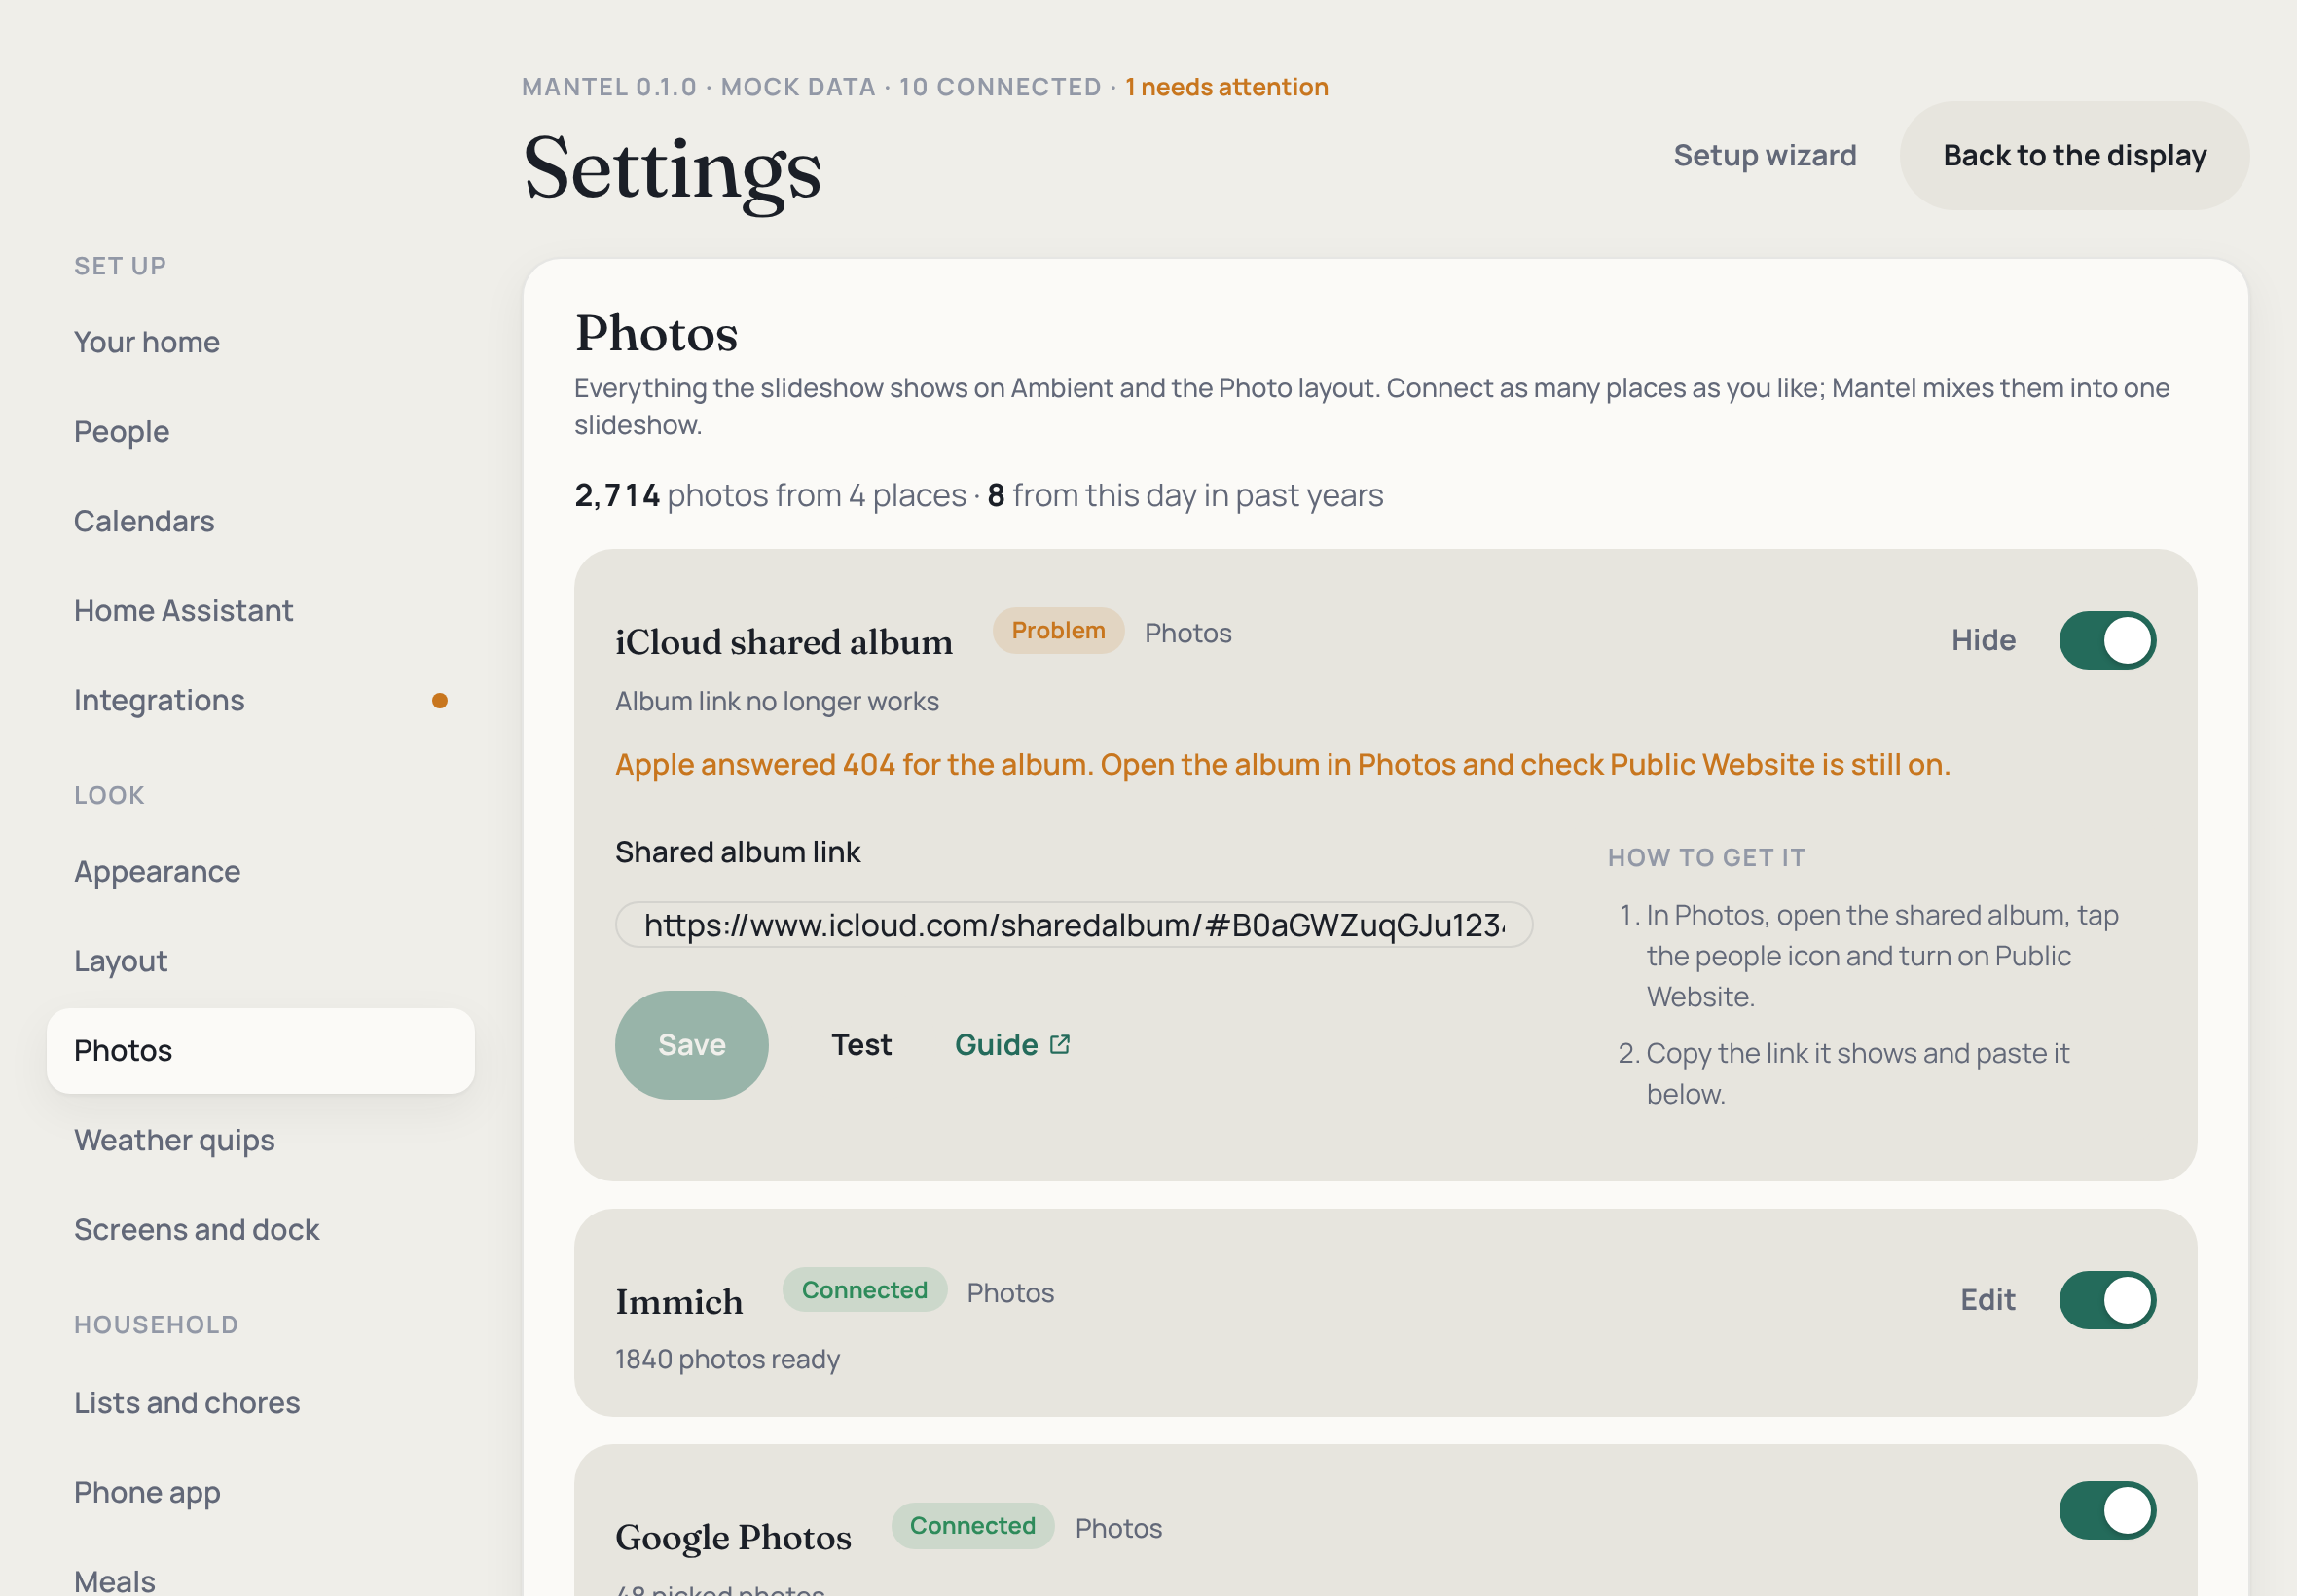 MANTEL 0.1.0 · MOCK DATA · 10 CONNECTED · 1 needs attention
Settings
Setup wizard
Back to the display
SET UP
Your home
People
Calendars
Home Assistant
Integrations
LOOK
Appearance
Layout
Photos
Weather quips
Screens and dock
HOUSEHOLD
Lists and chores
Phone app
Meals
Photos
Everything the slideshow shows on Ambient and the Photo layout. Connect as many places as you like; Mantel mixes them into one
slideshow.
2,714 photos from 4 places · 8 from this day in past years
iCloud shared album
Problem
Photos
Hide
Album link no longer works
Apple answered 404 for the album. Open the album in Photos and check Public Website is still on.
Shared album link
https://www.icloud.com/sharedalbum/#B0aGWZuqGJu123
Save
Test
Guide
HOW TO GET IT
1. In Photos, open the shared album, tap
the people icon and turn on Public
Website.
2. Copy the link it shows and paste it
below.
Immich
Connected
Photos
Edit
1840 photos ready
Google Photos
Connected
Photos
48 picked photos